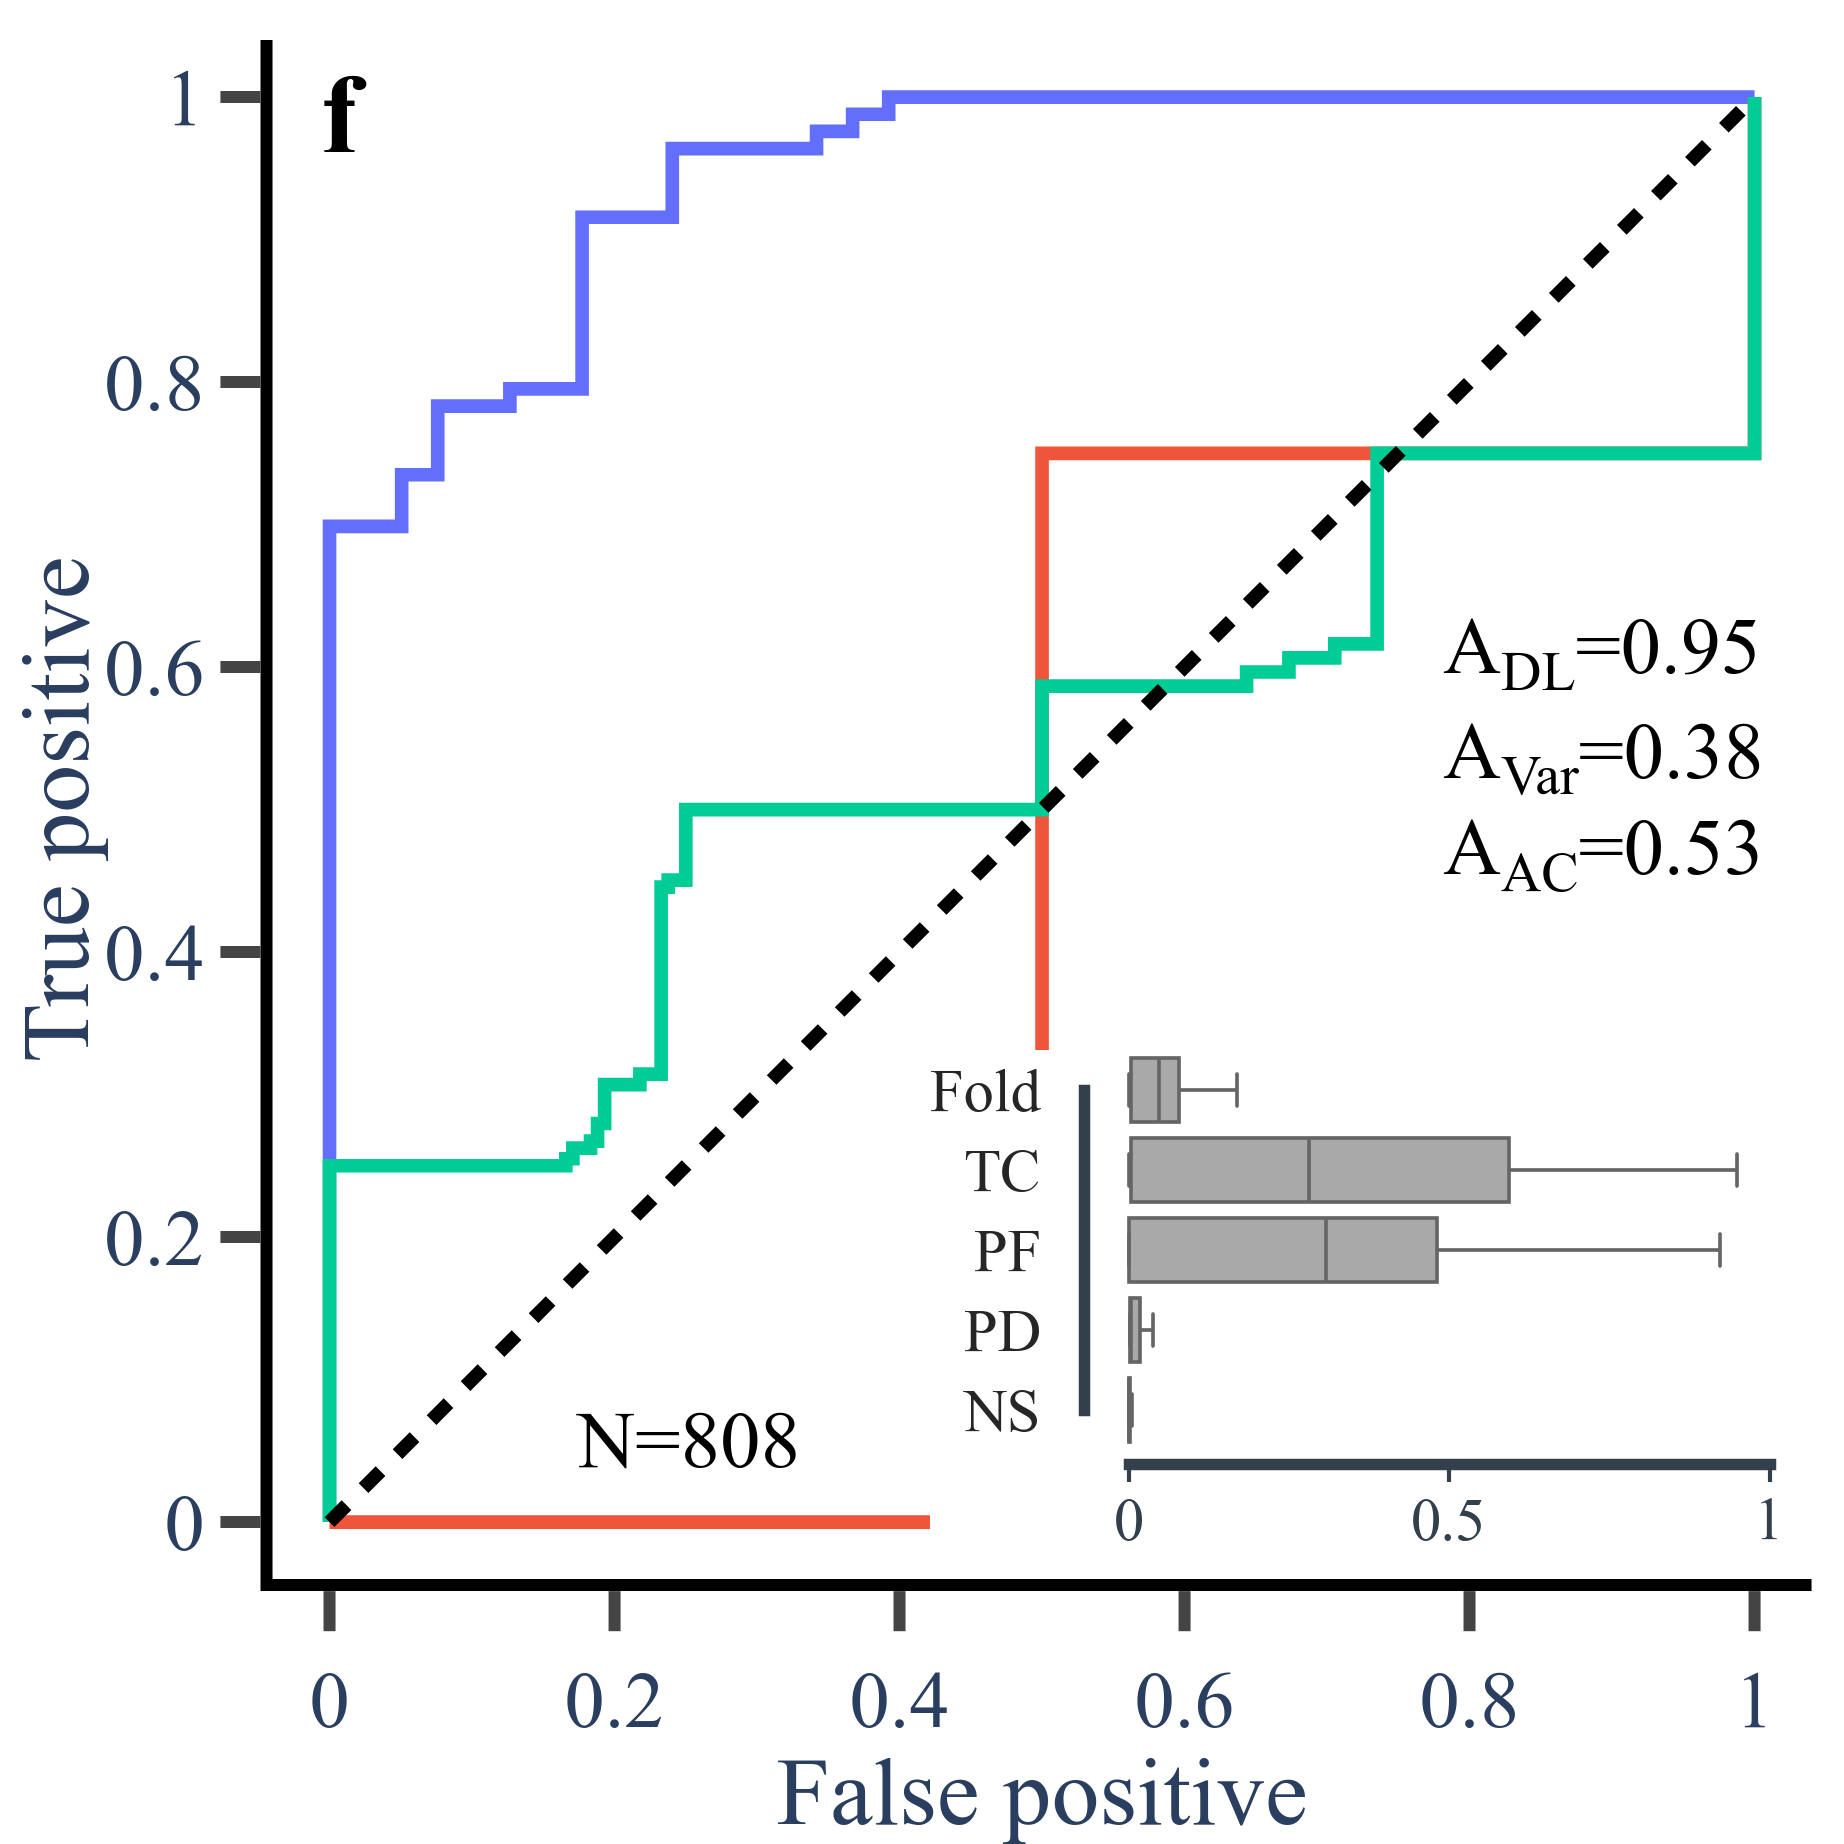 f
1
0.8
0.6
0.4
0.2
0
True positive
A_DL=0.95
A_Var=0.38
A_AC=0.53
Fold
TC
PF
PD
NS
0 0.5 1
N=808
0 0.2 0.4 0.6 0.8 1
False positive